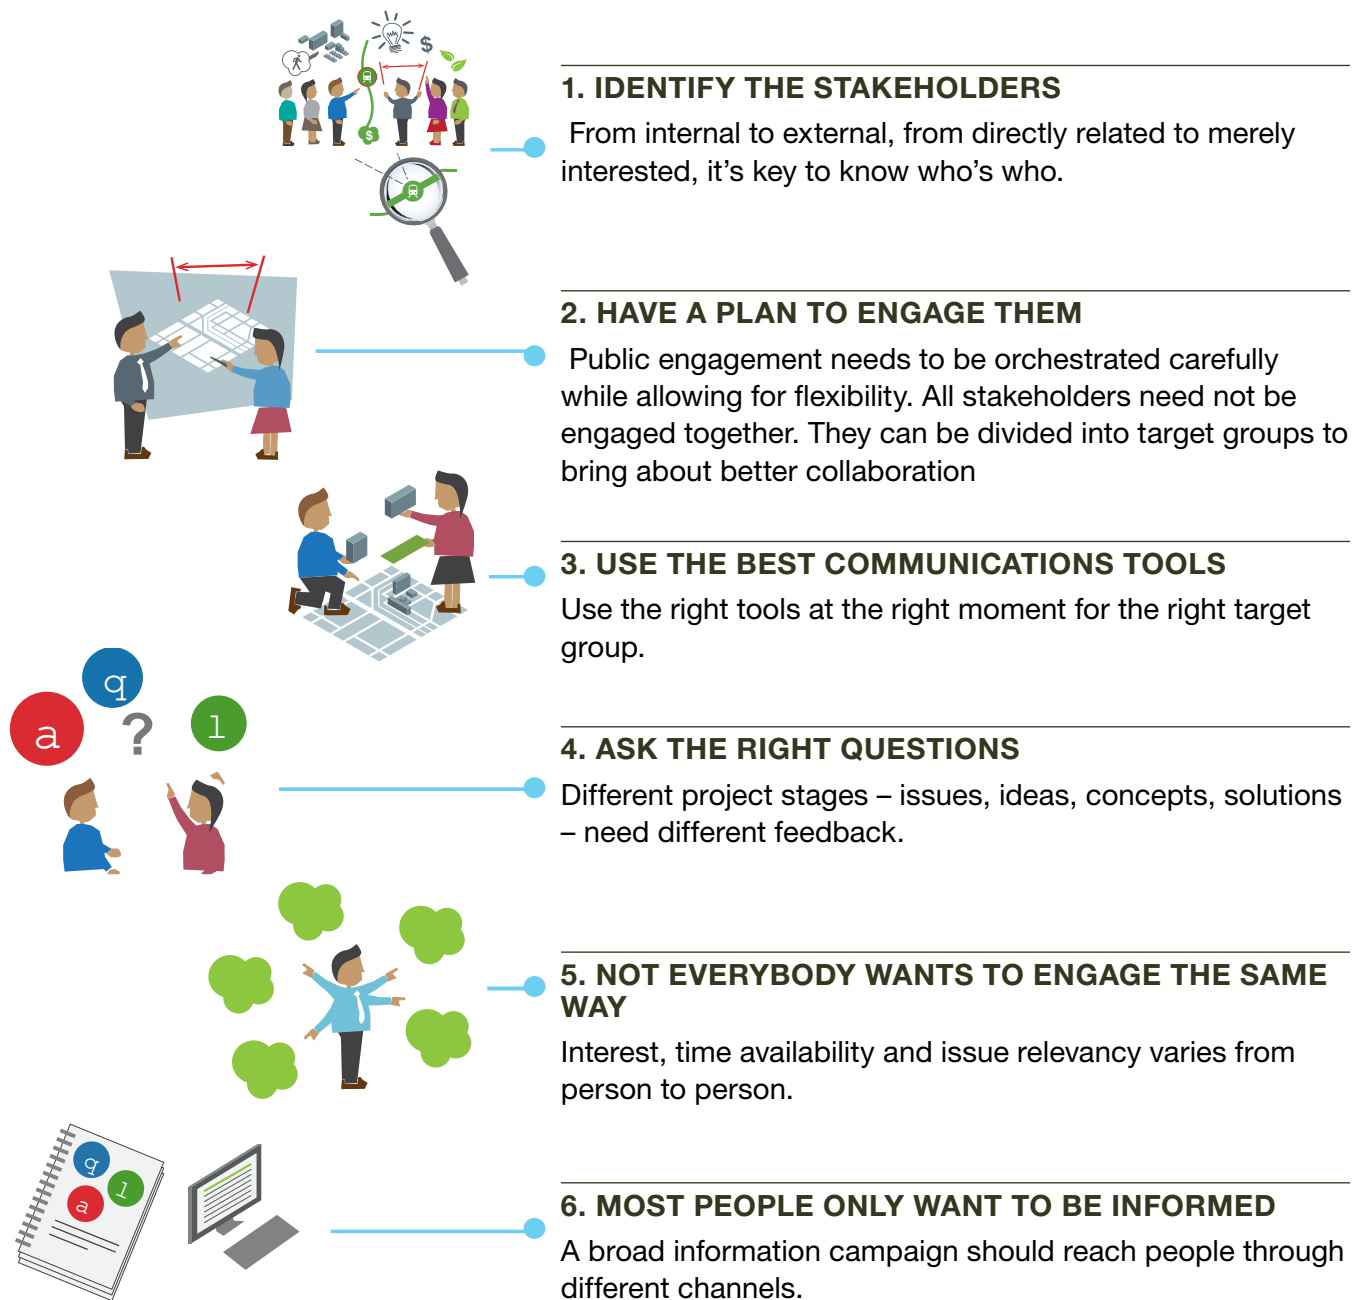 $
$
1. IDENTIFY THE STAKEHOLDERS
From internal to external, from directly related to merely
interested, it’s key to know who’s who.
2. HAVE A PLAN TO ENGAGE THEM
Public engagement needs to be orchestrated carefully
while allowing for flexibility. All stakeholders need not be
engaged together. They can be divided into target groups to
bring about better collaboration
3. USE THE BEST COMMUNICATIONS TOOLS
Use the right tools at the right moment for the right target
group.
q
a ? l
4. ASK THE RIGHT QUESTIONS
Different project stages – issues, ideas, concepts, solutions
– need different feedback.
5. NOT EVERYBODY WANTS TO ENGAGE THE SAME
WAY
Interest, time availability and issue relevancy varies from
person to person.
q
l
a
6. MOST PEOPLE ONLY WANT TO BE INFORMED
A broad information campaign should reach people through
different channels.